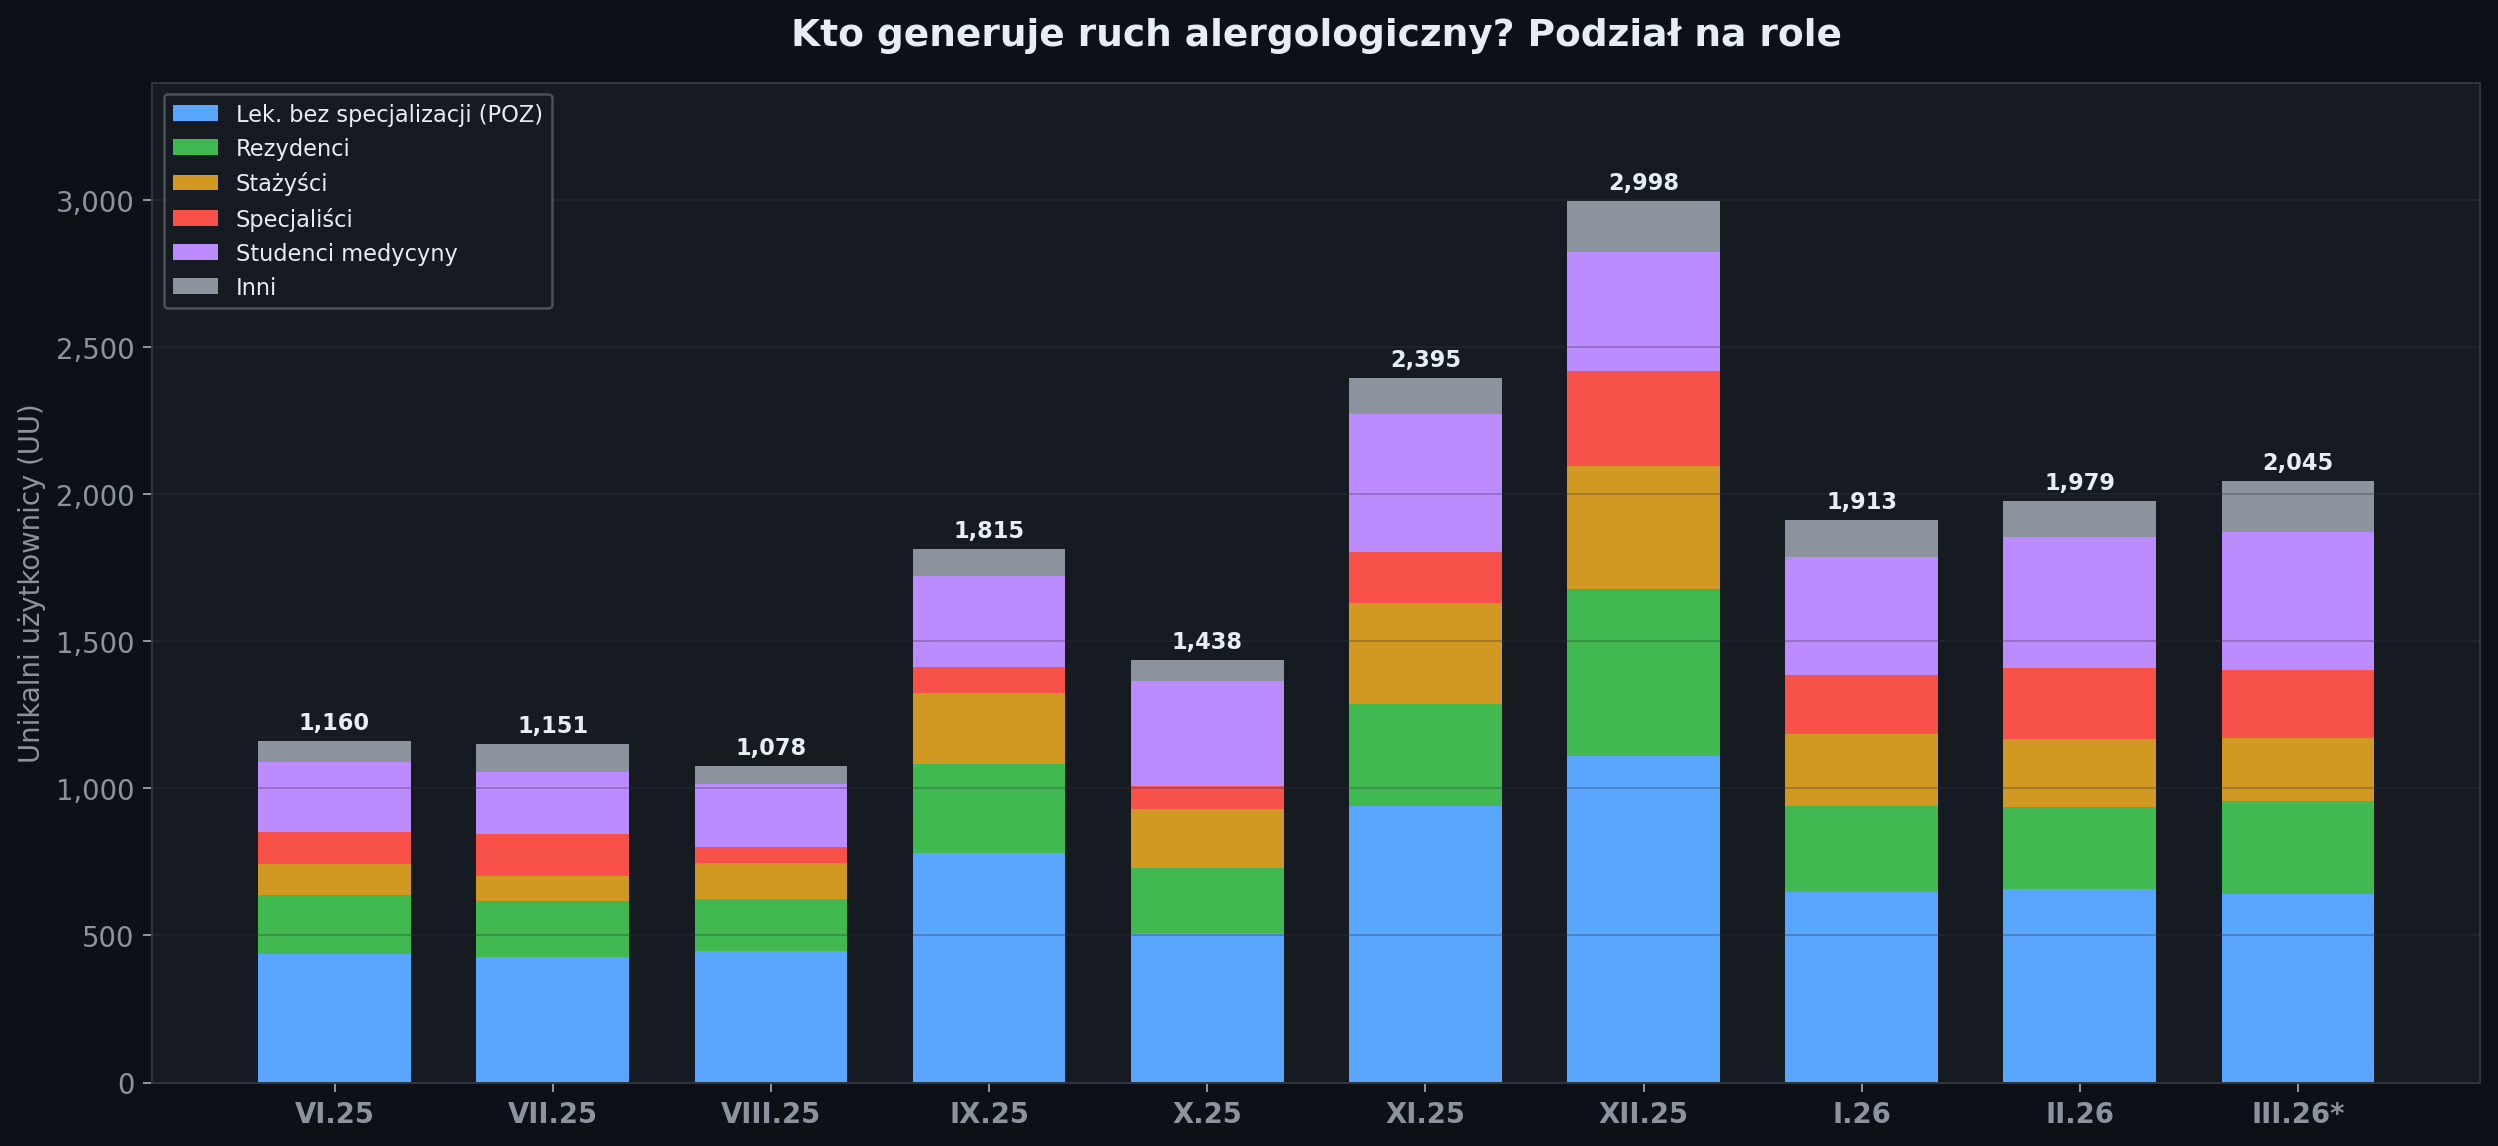 Kto generuje ruch alergologiczny? Podział na role
Lek. bez specjalizacji (POZ)
Rezydenci
Stażyści
Specjaliści
Studenci medycyny
Inni
Unikalni użytkownicy (UU)
3,000
2,500
2,000
1,500
1,000
500
0
1,160
1,151
1,078
1,815
1,438
2,395
2,998
1,913
1,979
2,045
VI.25
VII.25
VIII.25
IX.25
X.25
XI.25
XII.25
I.26
II.26
III.26*